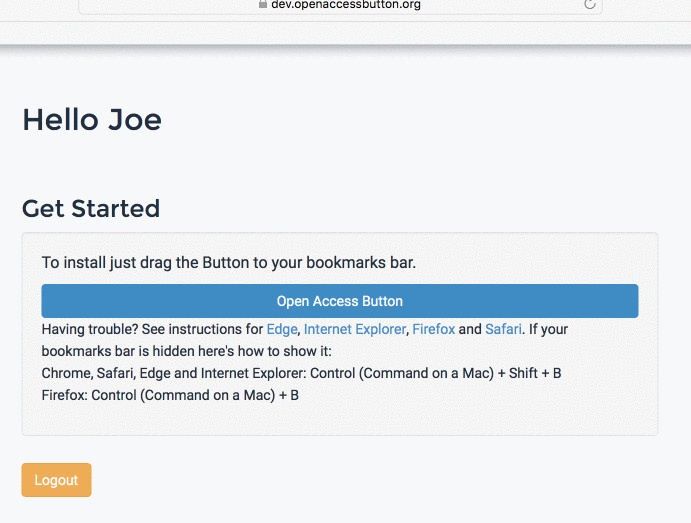 dev.openaccessbutton.org
Hello Joe
Get Started
To install just drag the Button to your bookmarks bar.
Open Access Button
Having trouble? See instructions for Edge, Internet Explorer, Firefox and Safari. If your
bookmarks bar is hidden here's how to show it:
Chrome, Safari, Edge and Internet Explorer: Control (Command on a Mac) + Shift + B
Firefox: Control (Command on a Mac) + B
Logout